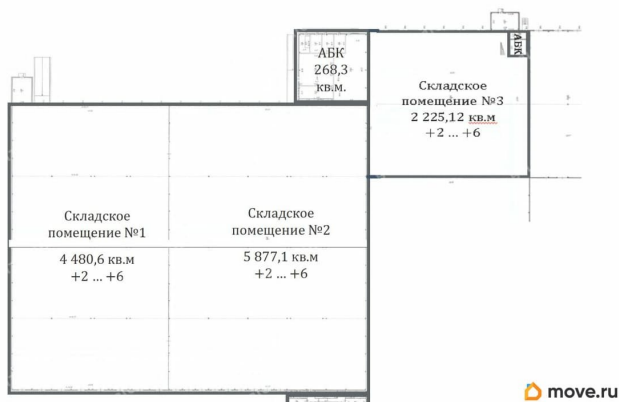 АБК
268,3
кв.м.
АБК
Складское
помещение №3
2 225,12 кв.м
+2 ... +6
Складское
помещение №1
4 480,6 кв.м
+2 ... +6
Складское
помещение №2
5 877,1 кв.м
+2 ... +6
move.ru